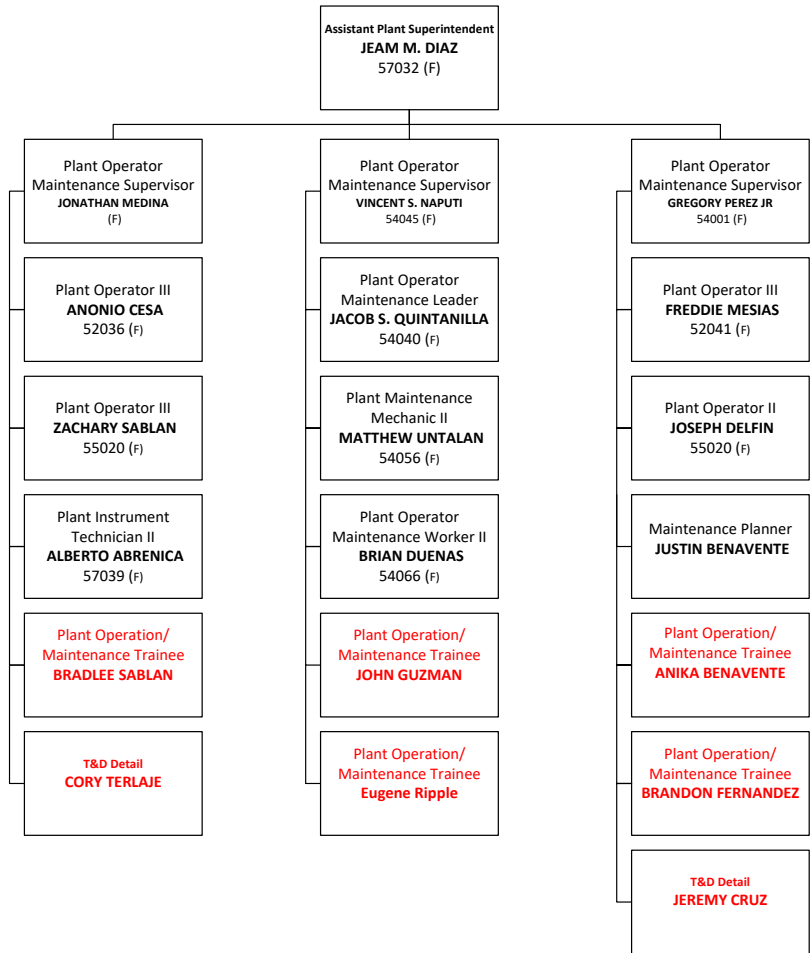 Assistant Plant Superintendent
JEAM M. DIAZ
57032 (F)
Plant Operator
Maintenance Supervisor
JONATHAN MEDINA
(F)
Plant Operator III
ANONIO CESA
52036 (F)
Plant Operator III
ZACHARY SABLAN
55020 (F)
Plant Instrument
Technician II
ALBERTO ABRENICA
57039 (F)
Plant Operation/
Maintenance Trainee
BRADLEE SABLAN
T&D Detail
CORY TERLAJE
Plant Operator
Maintenance Supervisor
VINCENT S. NAPUTI
54045 (F)
Plant Operator
Maintenance Leader
JACOB S. QUINTANILLA
54040 (F)
Plant Maintenance
Mechanic II
MATTHEW UNTALAN
54056 (F)
Plant Operator
Maintenance Worker II
BRIAN DUENAS
54066 (F)
Plant Operation/
Maintenance Trainee
JOHN GUZMAN
Plant Operation/
Maintenance Trainee
Eugene Ripple
Plant Operator
Maintenance Supervisor
GREGORY PEREZ JR
54001 (F)
Plant Operator III
FREDDIE MESIAS
52041 (F)
Plant Operator II
JOSEPH DELFIN
55020 (F)
Maintenance Planner
JUSTIN BENAVENTE
Plant Operation/
Maintenance Trainee
ANIKA BENAVENTE
Plant Operation/
Maintenance Trainee
BRANDON FERNANDEZ
T&D Detail
JEREMY CRUZ